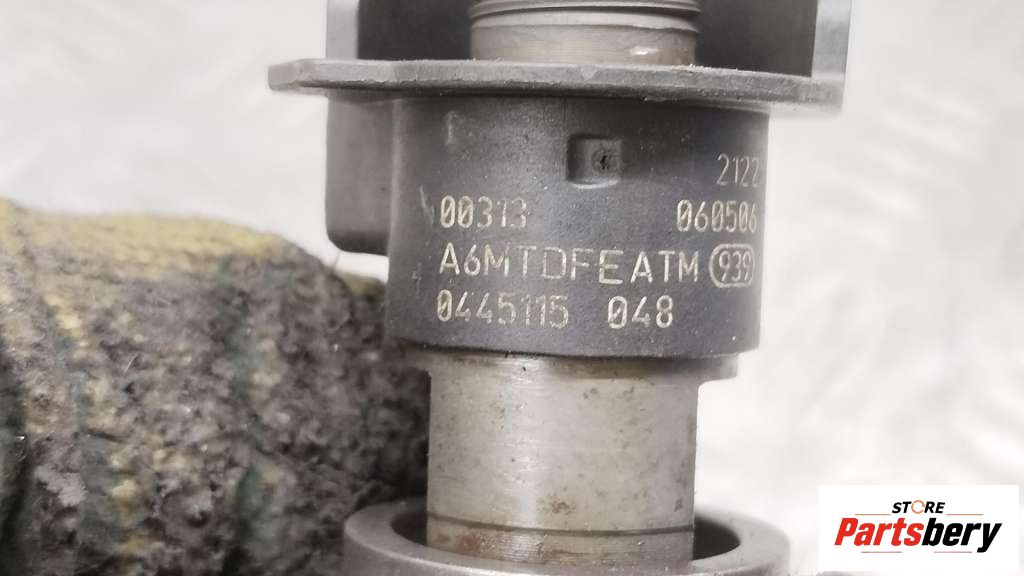 2122
00313 060506
A6MTDFEATM 939
0445115 048
STORE
Partsbery